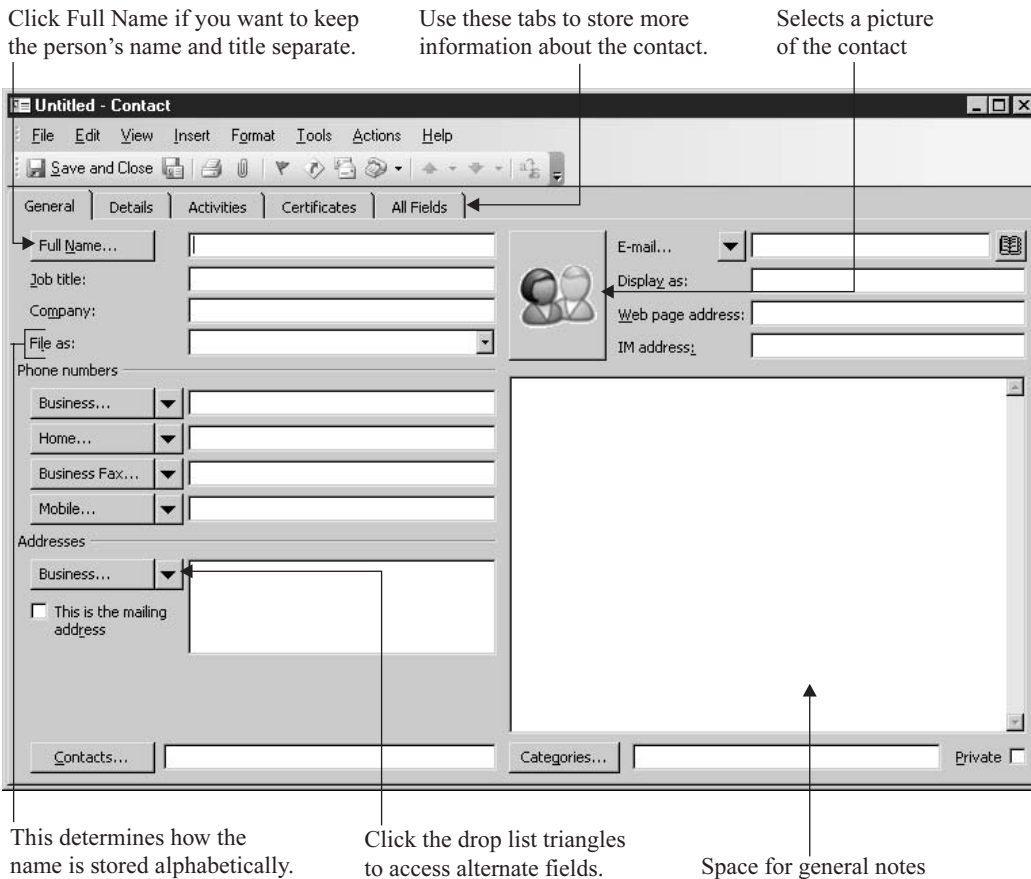 Click Full Name if you want to keep
the person's name and title separate.
Use these tabs to store more
information about the contact.
Selects a picture
of the contact
Untitled - Contact
File Edit View Insert Format Tools Actions Help
Save and Close
General Details Activities Certificates All Fields
Full Name...
Job title:
Company:
File as:
E-mail...
Display as:
Web page address:
IM address:
Phone numbers
Business...
Home...
Business Fax...
Mobile...
Addresses
Business...
This is the mailing
address
Contacts...
Categories...
Private
This determines how the
name is stored alphabetically.
Click the drop list triangles
to access alternate fields.
Space for general notes